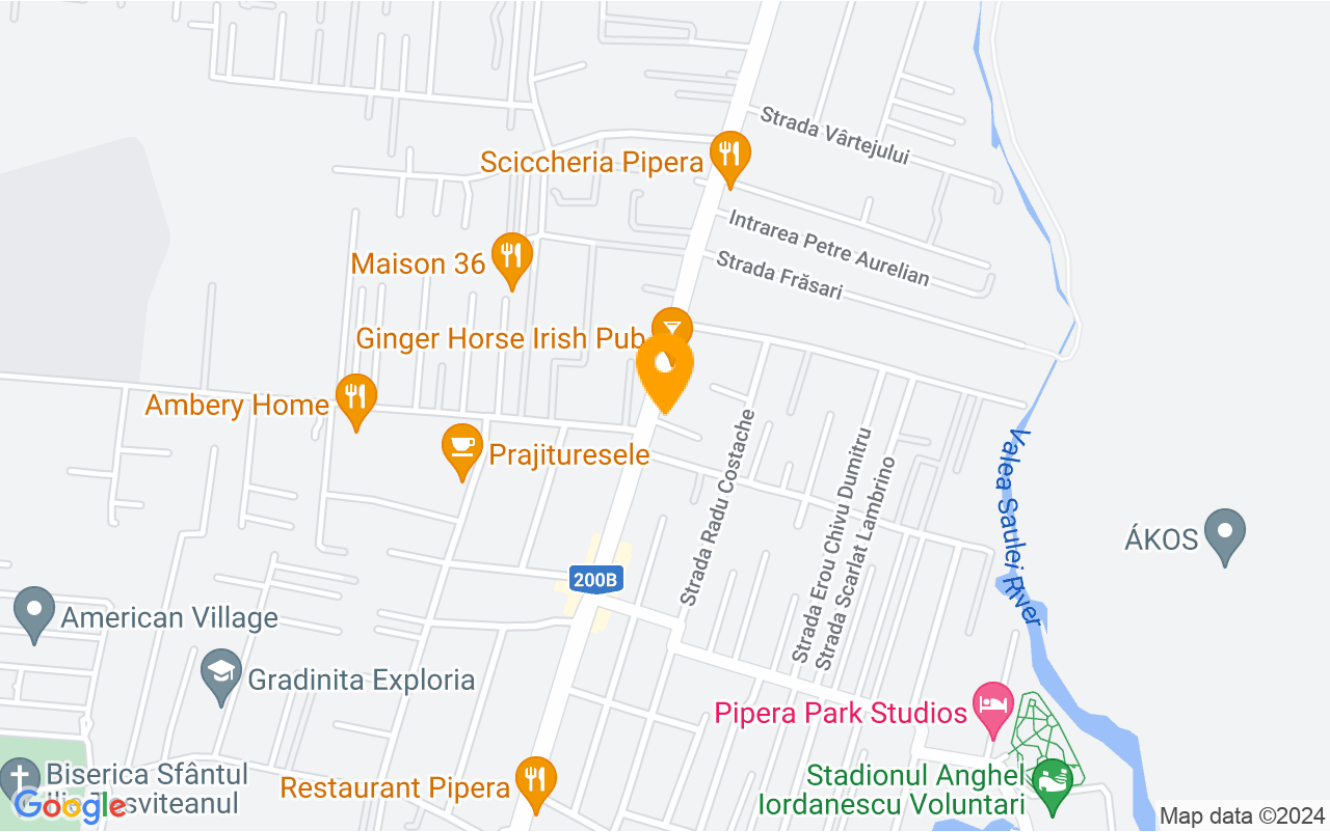 Strada Vârtejului
Sciccheria Pipera
Intrarea Petre Aurelian
Maison 36
Strada Frăsari
Ginger Horse Irish Pub
Ambery Home
Prajituresele
Strada Radu Costache
Strada Erou Chivu Dumitru
Strada Scarlat Lambrino
Valea Saulei River
ÁKOS
200B
American Village
Gradinita Exploria
Pipera Park Studios
Biserica Sfântul
Ilie Tesviteanul
Restaurant Pipera
Stadionul Anghel
Iordanescu Voluntari
Google
Map data ©2024